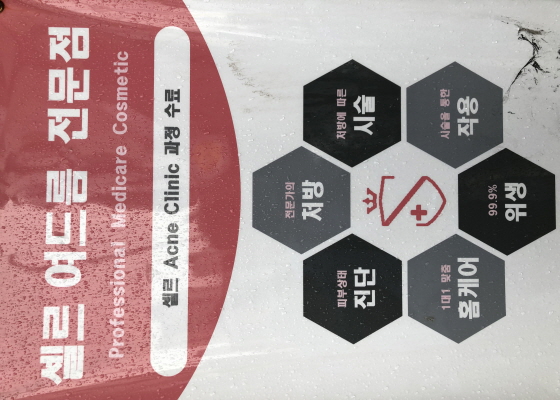 셀르 여드름 전문점
Professional Medicare Cosmetic
셀르 Acne Clinic 과정 수료
전문가의
처방
피부상태
진단
처방에 따른
시술
1대1 맞춤
홈케어
시술을 통한
작용
99.9%
위생